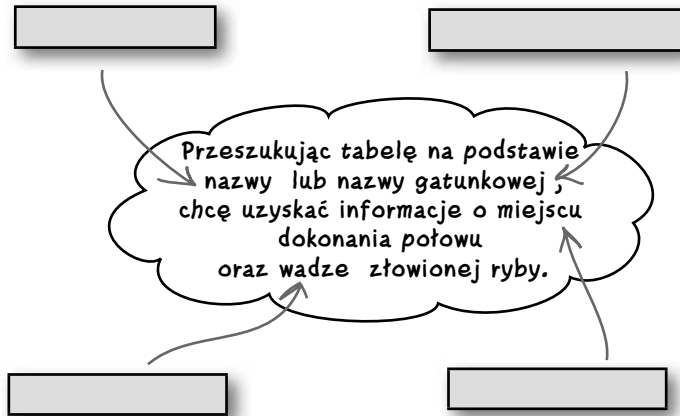 Przeszukując tabelę na podstawie
nazwy lub nazwy gatunkowej ,
chcę uzyskać informacje o miejscu
dokonania połowu
oraz wadze złowionej ryby.